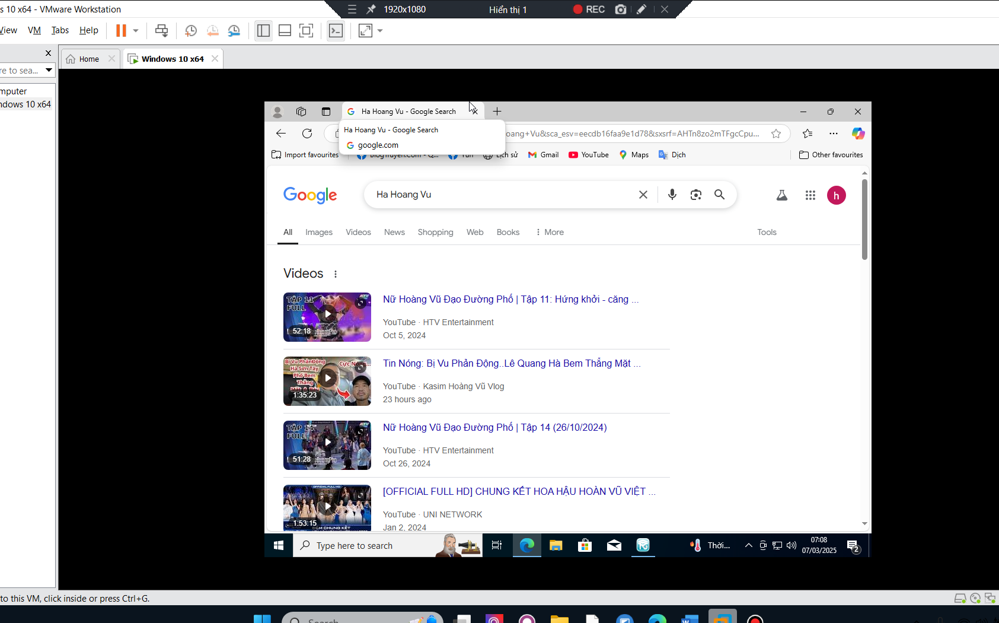 s 10 x64 - VMware Workstation
1920x1080
Hiển thị 1
REC
View
VM
Tabs
Help
re to sea...
Home
Windows 10 x64
mputer
ndows 10 x64
Ha Hoang Vu - Google Search
Ha Hoang Vu - Google Search
google.com
oang+Vu&sca_esv=eecdb16faa9e1d78&sxsrf=AHTn8zo2mTFgcCpu...
Import favourites
Lịch sử
Gmail
YouTube
Maps
Dịch
Other favourites
Google
Ha Hoang Vu
h
All
Images
Videos
News
Shopping
Web
Books
More
Tools
Videos
TẬP 11
FULL
HTV
52:18
Nữ Hoàng Vũ Đạo Đường Phố | Tập 11: Hứng khởi - căng ...
YouTube · HTV Entertainment
Oct 5, 2024
Bị Vu PhảnĐộng
Cực Nóng...
Hà Sơn Tây
Phố Bem
Thẳng
1:35:23
Tin Nóng: Bị Vu Phản Động..Lê Quang Hà Bem Thẳng Mặt ...
YouTube · Kasim Hoàng Vũ Vlog
23 hours ago
TẬP 14
FULL
HTV
51:28
Nữ Hoàng Vũ Đạo Đường Phố | Tập 14 (26/10/2024)
YouTube · HTV Entertainment
Oct 26, 2024
OFFICIAL FULL HD
1:53:15
ĐÊM CHUNG KẾT
[OFFICIAL FULL HD] CHUNG KẾT HOA HẬU HOÀN VŨ VIỆT ...
YouTube · UNI NETWORK
Jan 2, 2024
Type here to search
Thời...
07:08
07/03/2025
2
to this VM, click inside or press Ctrl+G.
Search